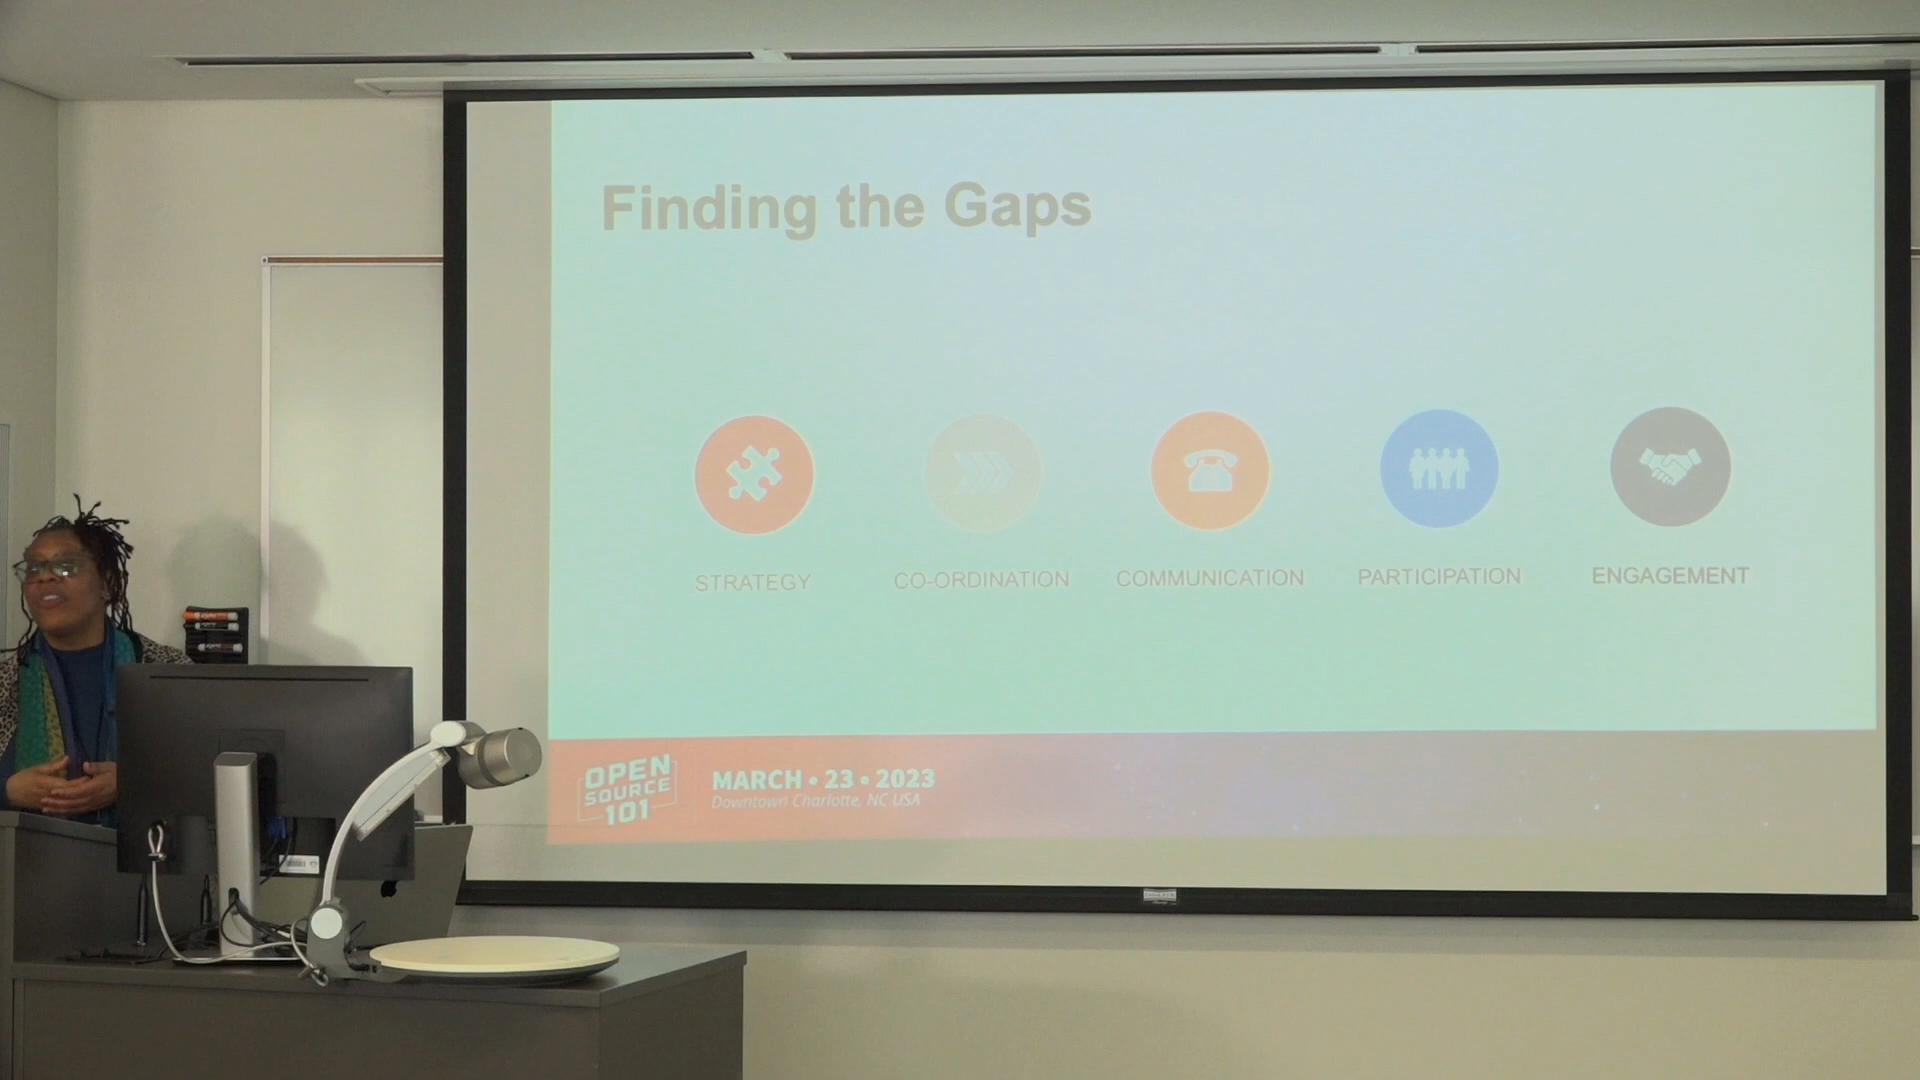 Finding the Gaps
STRATEGY
CO-ORDINATION
COMMUNICATION
PARTICIPATION
ENGAGEMENT
OPEN
SOURCE
101
MARCH • 23 • 2023
Downtown Charlotte, NC USA